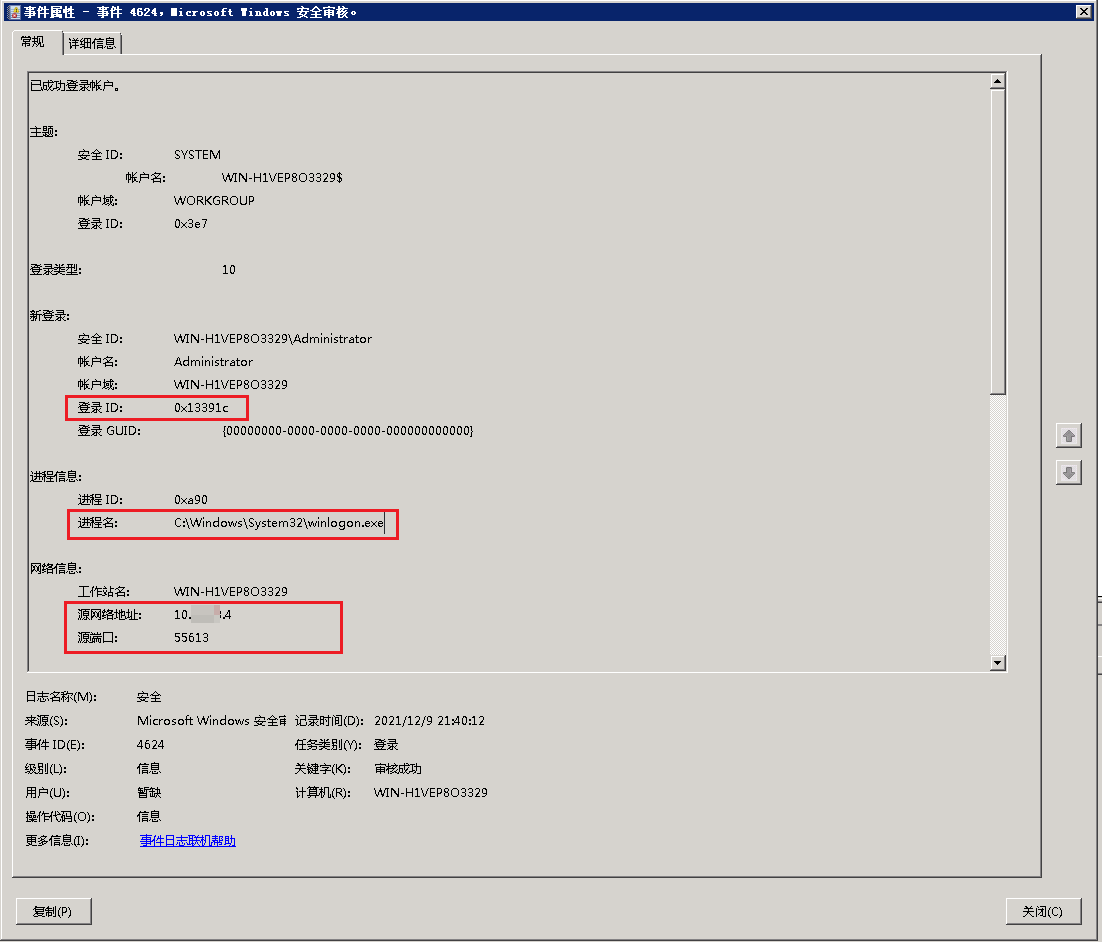 事件属性 - 事件 4624，Microsoft Windows 安全审核。
常规 详细信息
已成功登录帐户。
主题:
安全 ID: SYSTEM
帐户名: WIN-H1VEP8O3329$
帐户域: WORKGROUP
登录 ID: 0x3e7
登录类型: 10
新登录:
安全 ID: WIN-H1VEP8O3329\Administrator
帐户名: Administrator
帐户域: WIN-H1VEP8O3329
登录 ID: 0x13391c
登录 GUID: {00000000-0000-0000-0000-000000000000}
进程信息:
进程 ID: 0xa90
进程名: C:\Windows\System32\winlogon.exe
网络信息:
工作站名: WIN-H1VEP8O3329
源网络地址: 10. .4
源端口: 55613
日志名称(M): 安全
来源(S): Microsoft Windows 安全审 记录时间(D): 2021/12/9 21:40:12
事件 ID(E): 4624 任务类别(Y): 登录
级别(L): 信息 关键字(K): 审核成功
用户(U): 暂缺 计算机(R): WIN-H1VEP8O3329
操作代码(O): 信息
更多信息(I): 事件日志联机帮助
复制(P) 关闭(C)